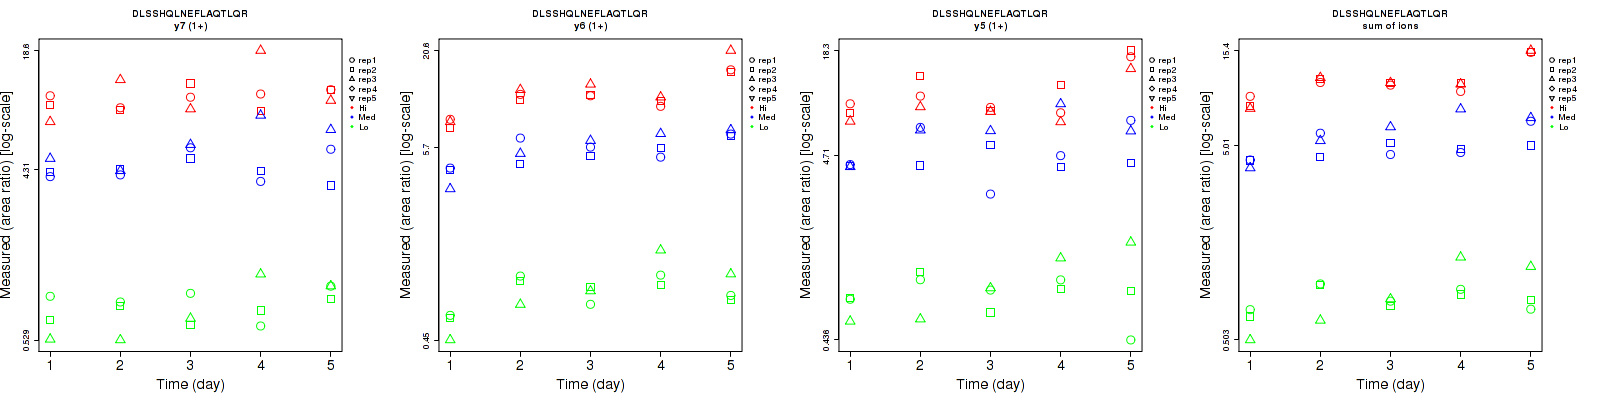 DLSSHQLNEFLAQTLQR
y7 (1+)
Measured (area ratio) [log-scale]
18.6
4.31
0.529
1 2 3 4 5
Time (day)
rep1
rep2
rep3
rep4
rep5
Hi
Med
Lo
DLSSHQLNEFLAQTLQR
y6 (1+)
Measured (area ratio) [log-scale]
20.6
5.7
0.45
1 2 3 4 5
Time (day)
rep1
rep2
rep3
rep4
rep5
Hi
Med
Lo
DLSSHQLNEFLAQTLQR
y5 (1+)
Measured (area ratio) [log-scale]
18.3
4.71
0.436
1 2 3 4 5
Time (day)
rep1
rep2
rep3
rep4
rep5
Hi
Med
Lo
DLSSHQLNEFLAQTLQR
sum of ions
Measured (area ratio) [log-scale]
15.4
5.01
0.503
1 2 3 4 5
Time (day)
rep1
rep2
rep3
rep4
rep5
Hi
Med
Lo